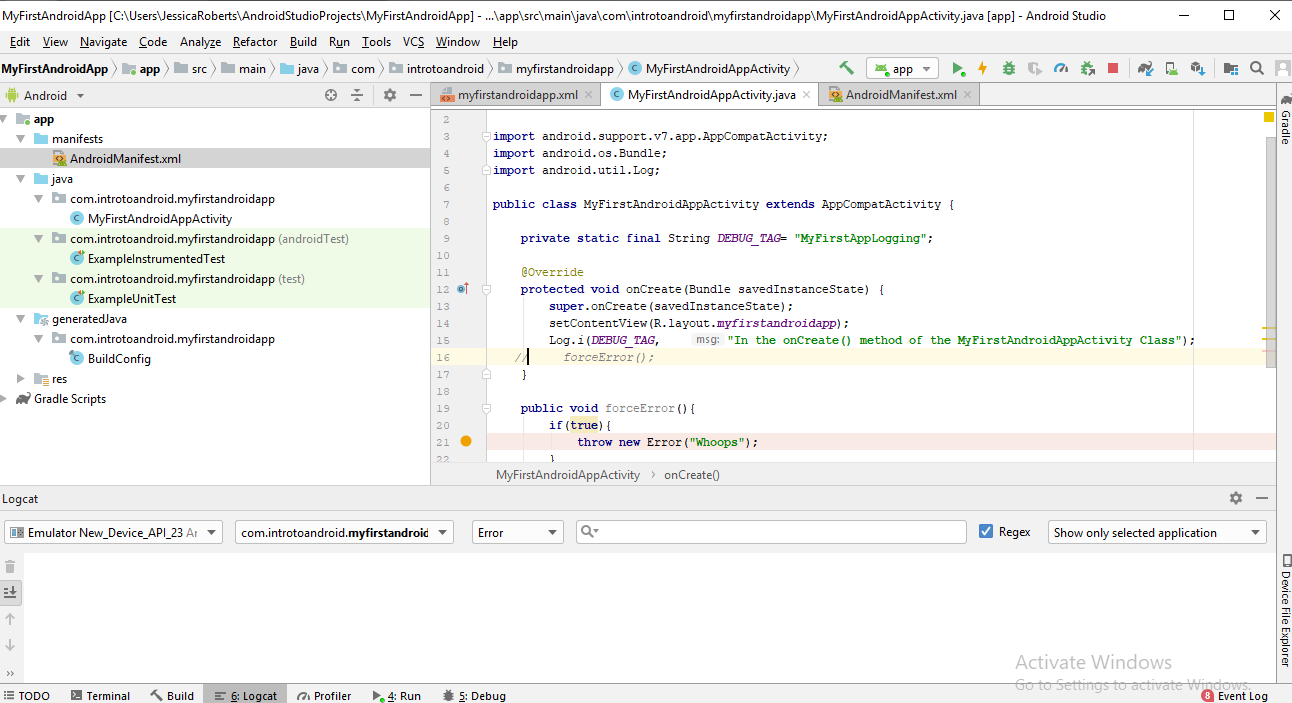 MyFirstAndroidApp [C:\Users\JessicaRoberts\AndroidStudioProjects\MyFirstAndroidApp] - ...\app\src\main\java\com\introtoandroid\myfirstandroidapp\MyFirstAndroidAppActivity.java [app] - Android Studio
Edit View Navigate Code Analyze Refactor Build Run Tools VCS Window Help
MyFirstAndroidApp app src main java com introtoandroid myfirstandroidapp MyFirstAndroidAppActivity app
Android
myfirstandroidapp.xml MyFirstAndroidAppActivity.java AndroidManifest.xml
Gradle
app
manifests
AndroidManifest.xml
java
com.introtoandroid.myfirstandroidapp
MyFirstAndroidAppActivity
com.introtoandroid.myfirstandroidapp (androidTest)
ExampleInstrumentedTest
com.introtoandroid.myfirstandroidapp (test)
ExampleUnitTest
generatedJava
com.introtoandroid.myfirstandroidapp
BuildConfig
res
Gradle Scripts
2
3 import android.support.v7.app.AppCompatActivity;
4 import android.os.Bundle;
5 import android.util.Log;
6
7 public class MyFirstAndroidAppActivity extends AppCompatActivity {
8
9 private static final String DEBUG_TAG= "MyFirstAppLogging";
10
11 @Override
12 protected void onCreate(Bundle savedInstanceState) {
13 super.onCreate(savedInstanceState);
14 setContentView(R.layout.myfirstandroidapp);
15 Log.i(DEBUG_TAG, msg: "In the onCreate() method of the MyFirstAndroidAppActivity Class");
16 // forceError();
17 }
18
19 public void forceError(){
20 if(true){
21 throw new Error("Whoops");
22 }
MyFirstAndroidAppActivity onCreate()
Logcat
Emulator New_Device_API_23 com.introtoandroid.myfirstandroid Error Regex Show only selected application
Device File Explorer
Activate Windows
Go to Settings to activate Windows.
TODO Terminal Build 6: Logcat Profiler 4: Run 5: Debug 8 Event Log